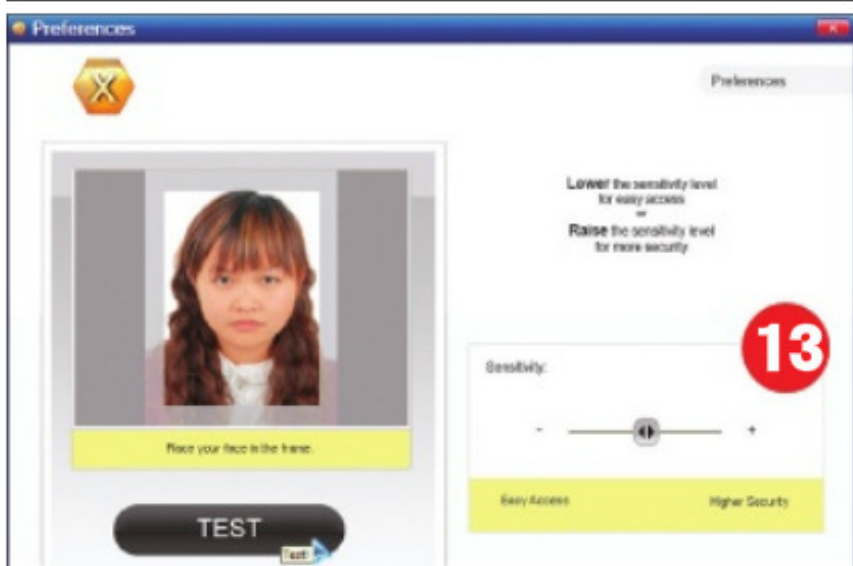 Preferences
X
Preferences
Lower the sensitivity level
for easy access
or
Raise the sensitivity level
for more security
13
Sensitivity:
- +
Easy Access Higher Security
Place your face in the frame.
TEST
Test